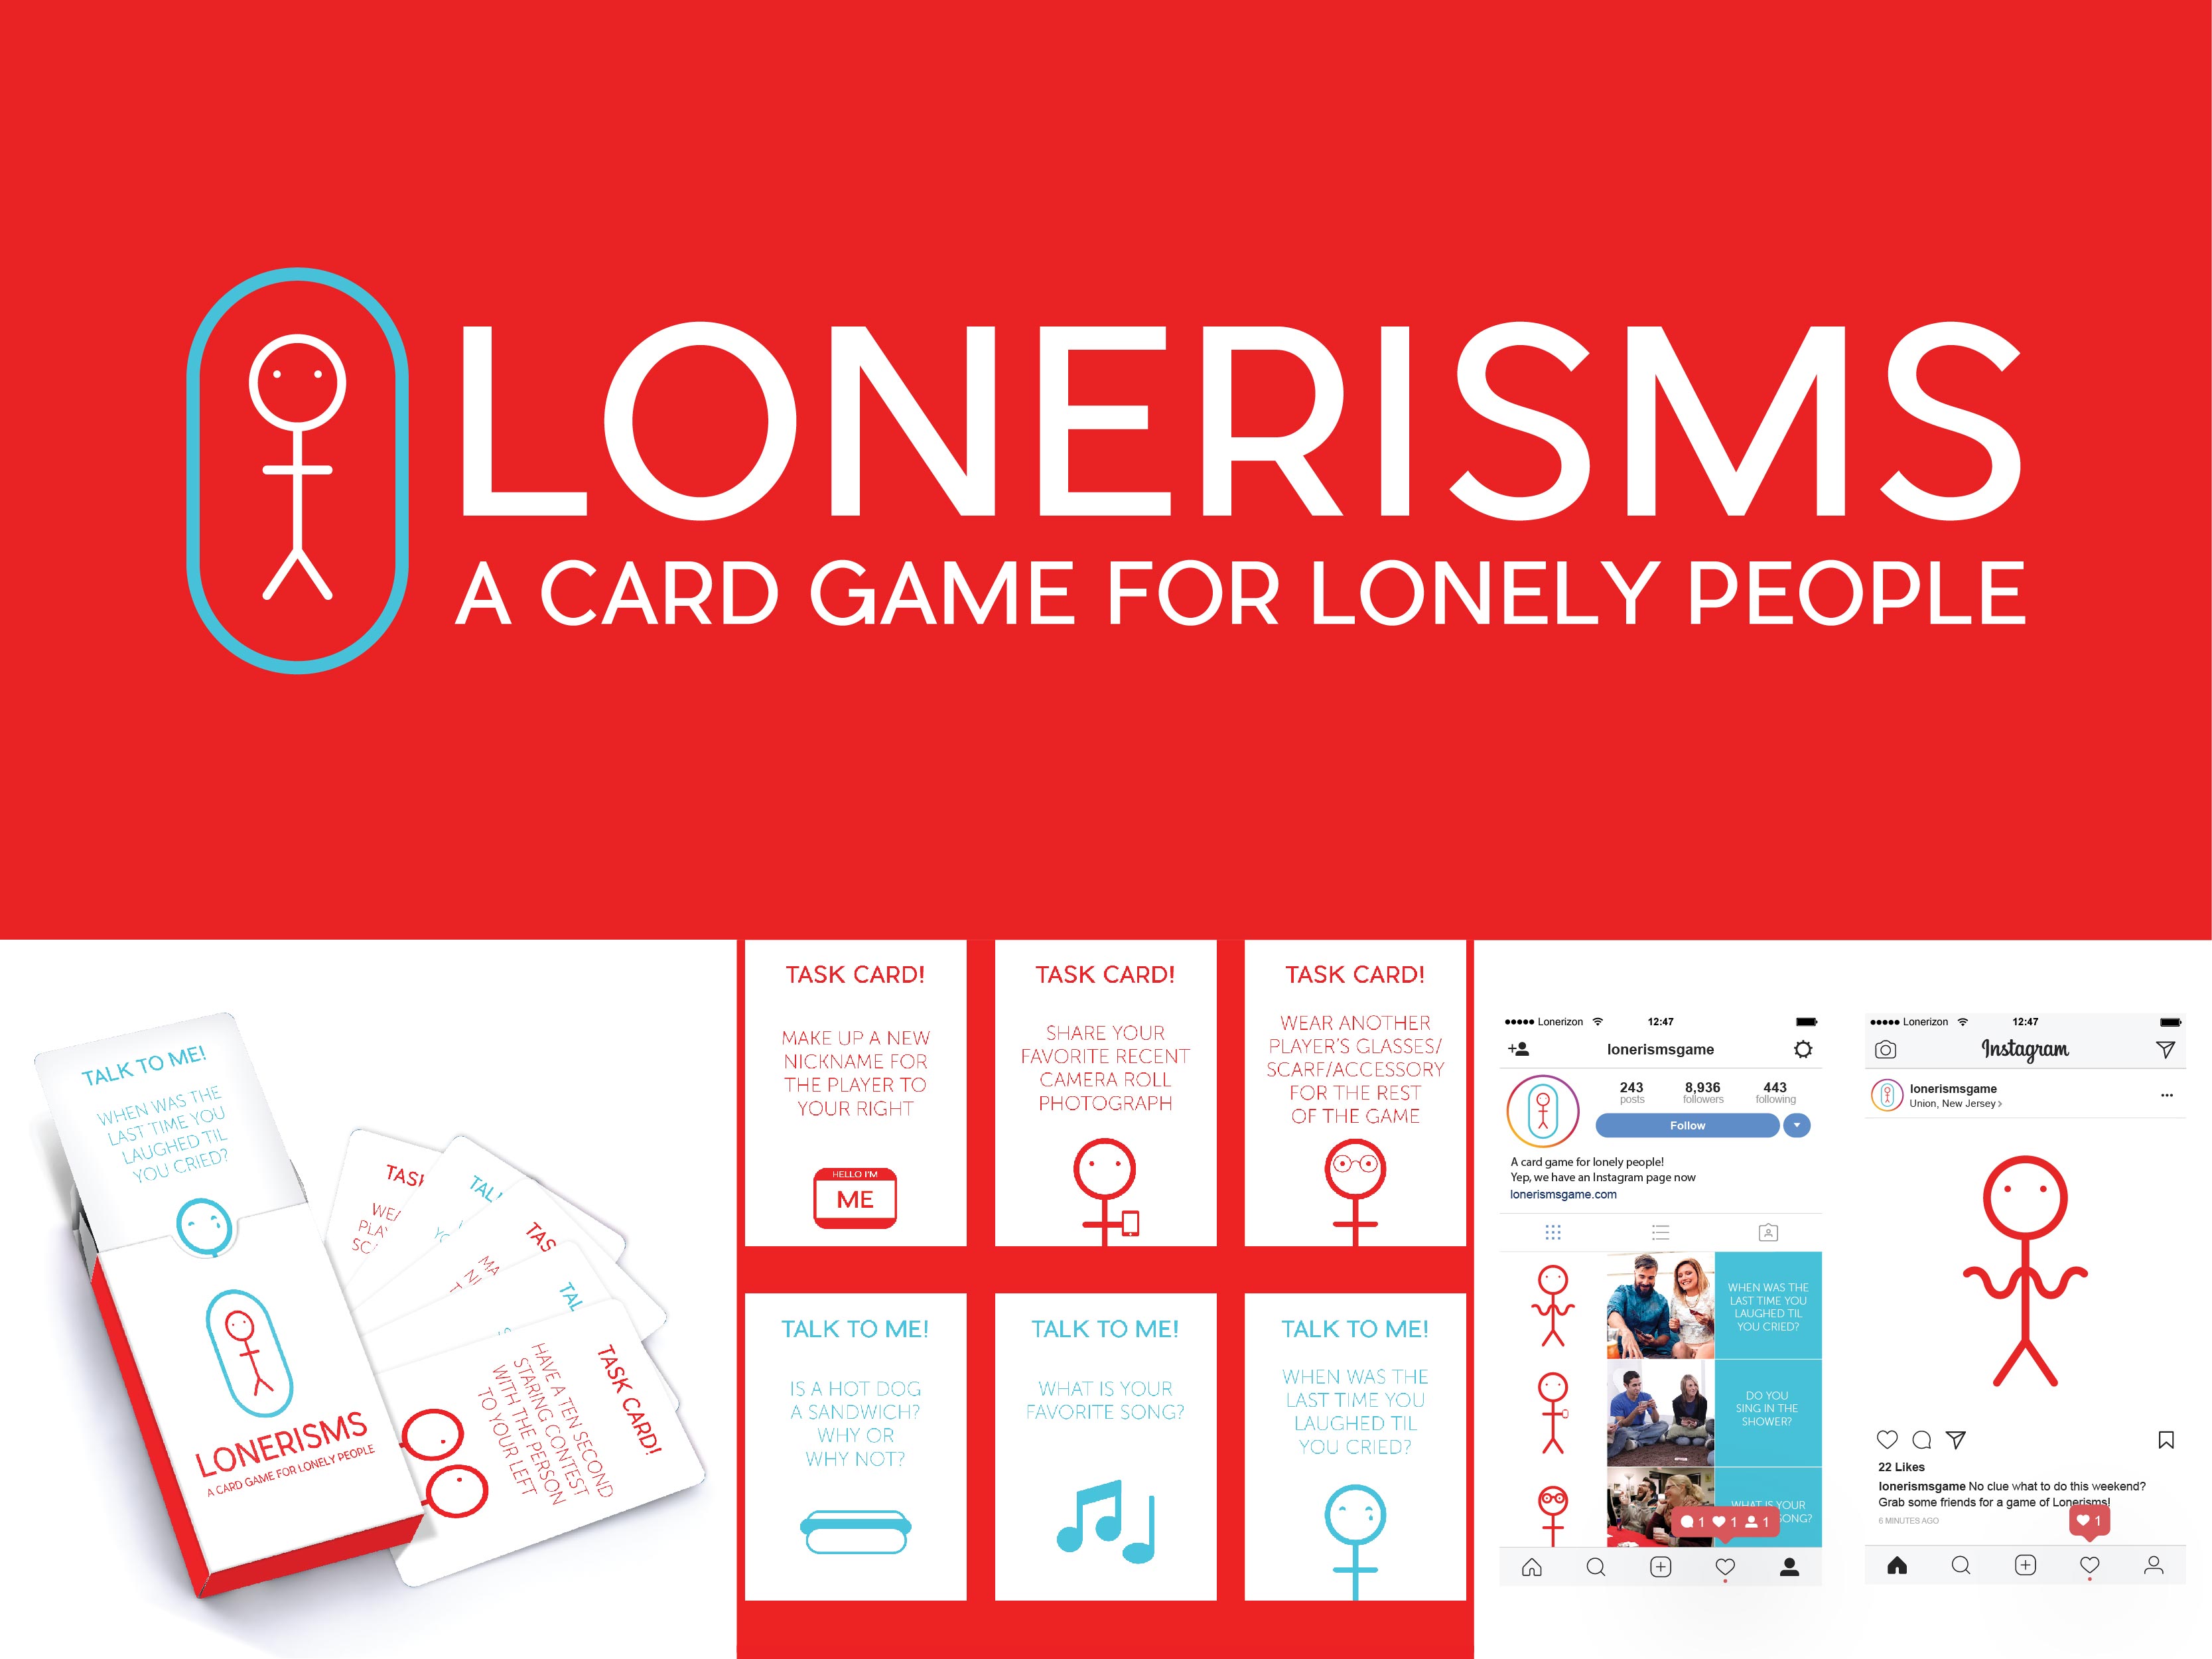 LONERISMS
A CARD GAME FOR LONELY PEOPLE
TALK TO ME!
WHEN WAS THE
LAST TIME YOU
LAUGHED TIL
YOU CRIED?
LONERISMS
A CARD GAME FOR LONELY PEOPLE
TASK CARD!
HAVE A TEN SECOND
STARING CONTEST
WITH THE PERSON
TO YOUR LEFT
TASK CARD!
MAKE UP A NEW
NICKNAME FOR
THE PLAYER TO
YOUR RIGHT
HELLO I'M
ME
TASK CARD!
SHARE YOUR
FAVORITE RECENT
CAMERA ROLL
PHOTOGRAPH
TASK CARD!
WEAR ANOTHER
PLAYER'S GLASSES/
SCARF/ACCESSORY
FOR THE REST
OF THE GAME
TALK TO ME!
IS A HOT DOG
A SANDWICH?
WHY OR
WHY NOT?
TALK TO ME!
WHAT IS YOUR
FAVORITE SONG?
TALK TO ME!
WHEN WAS THE
LAST TIME YOU
LAUGHED TIL
YOU CRIED?
Lonerizon 12:47
lonerismsgame
243 8,936 443
posts followers following
Follow
A card game for lonely people!
Yep, we have an Instagram page now
lonerismsgame.com
WHEN WAS THE
LAST TIME YOU
LAUGHED TIL
YOU CRIED?
DO YOU
SING IN THE
SHOWER?
WHAT IS YOUR
SONG?
1 1 1
Lonerizon 12:47
Instagram
lonerismsgame
Union, New Jersey >
22 Likes
lonerismsgame No clue what to do this weekend?
Grab some friends for a game of Lonerisms!
6 MINUTES AGO
1